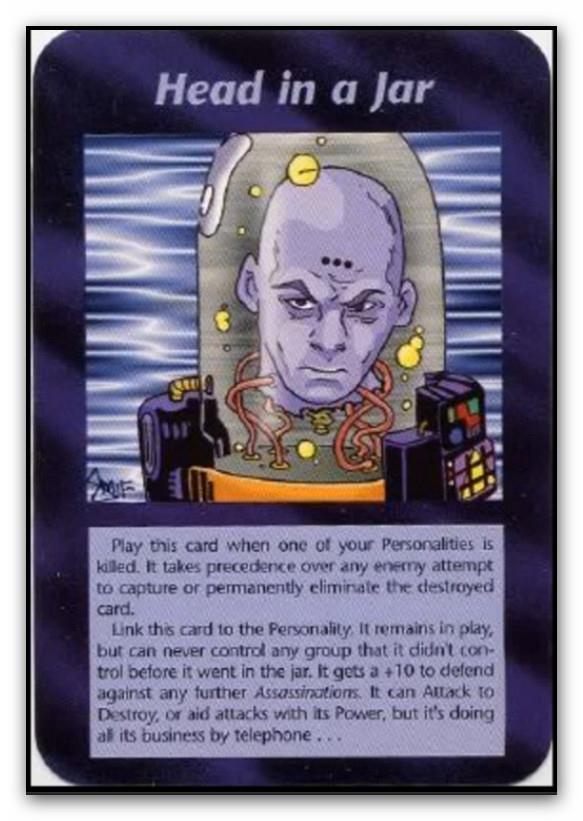 Head in a Jar
Play this card when one of your Personalities is
killed. It takes precedence over any enemy attempt
to capture or permanently eliminate the destroyed
card.
Link this card to the Personality. It remains in play,
but can never control any group that it didn't con-
trol before it went in the jar. It gets a +10 to defend
against any further Assassinations. It can Attack to
Destroy, or aid attacks with its Power, but it's doing
all its business by telephone . . .